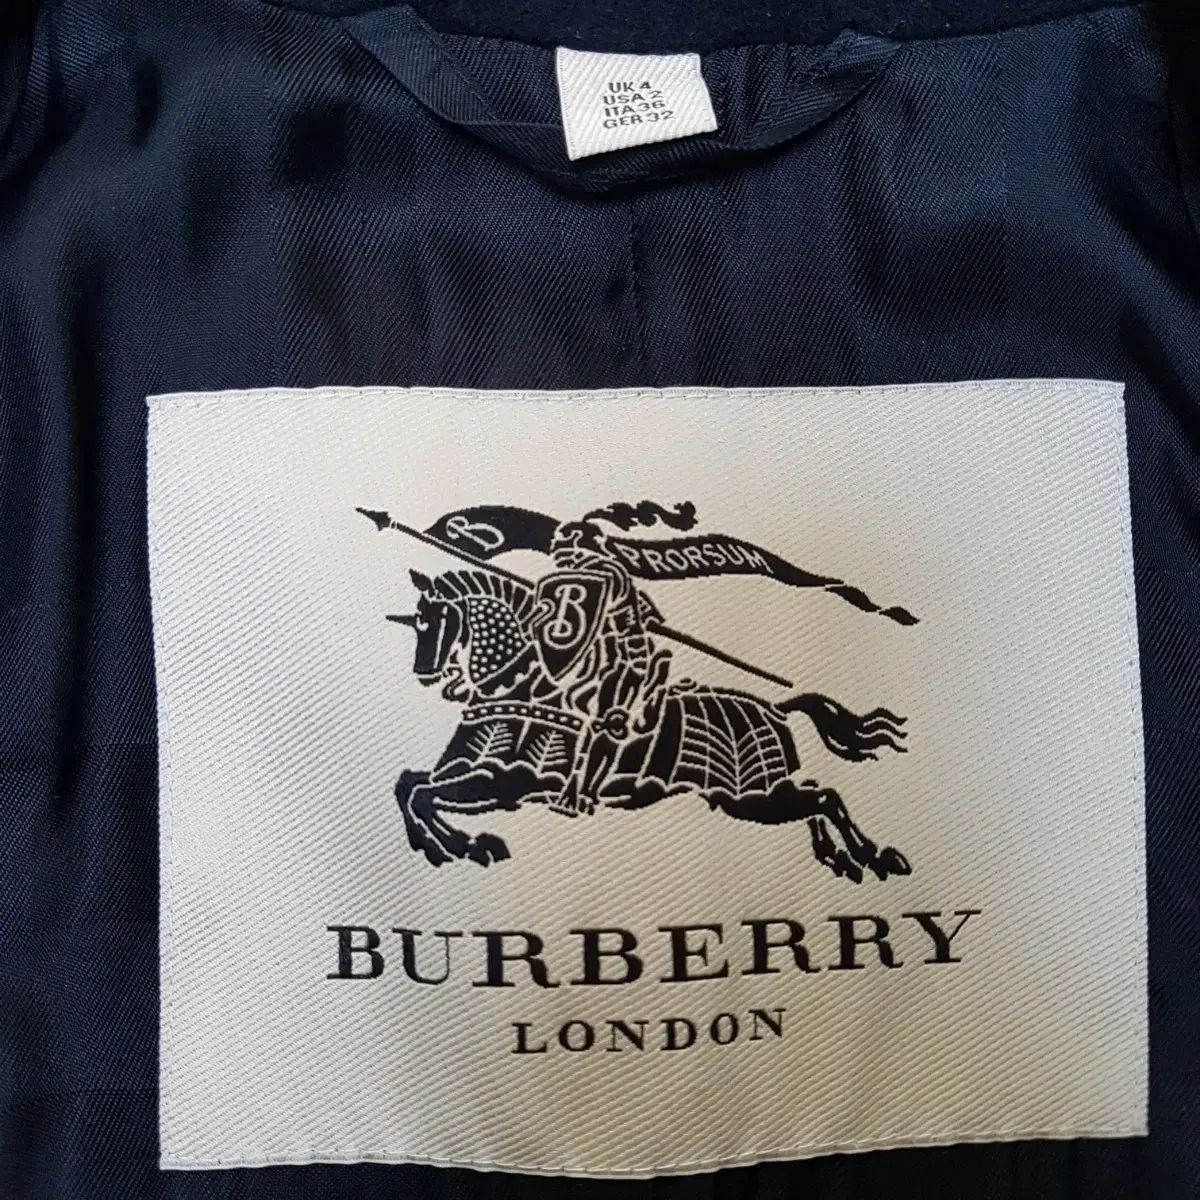 UK 4
USA 2
ITA 36
GER 32
B PRORSUM
B
BURBERRY
LONDON